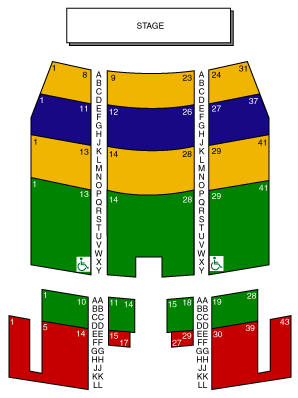 STAGE
1 8 A 9 23 A 24 31
B B
C C
D D
1 11 E 12 26 E 27 37
F F
G G
H H
J J
1 13 K 14 28 K 29 41
L L
M M
N N
O O
1 13 P 14 28 P 29 41
Q Q
R R
S S
T T
U U
V V
W W
X X
Y Y
1 10 AA 11 14 15 18 AA 19 28
BB BB
CC CC
1 DD DD 43
5 14 EE 15 29 EE 30 39
FF 17 27 FF
GG GG
HH HH
JJ JJ
KK KK
LL LL